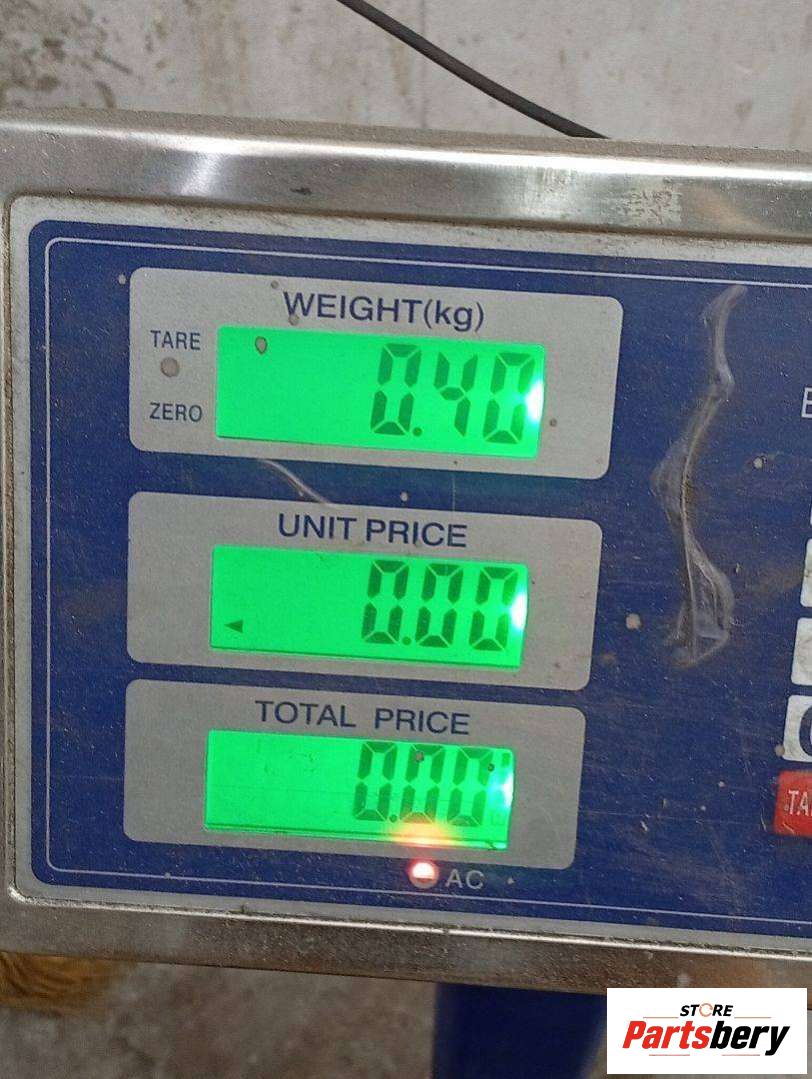 WEIGHT(kg)
TARE
ZERO
0.40
UNIT PRICE
0.00
TOTAL PRICE
0.00
AC
STORE
Partsbery